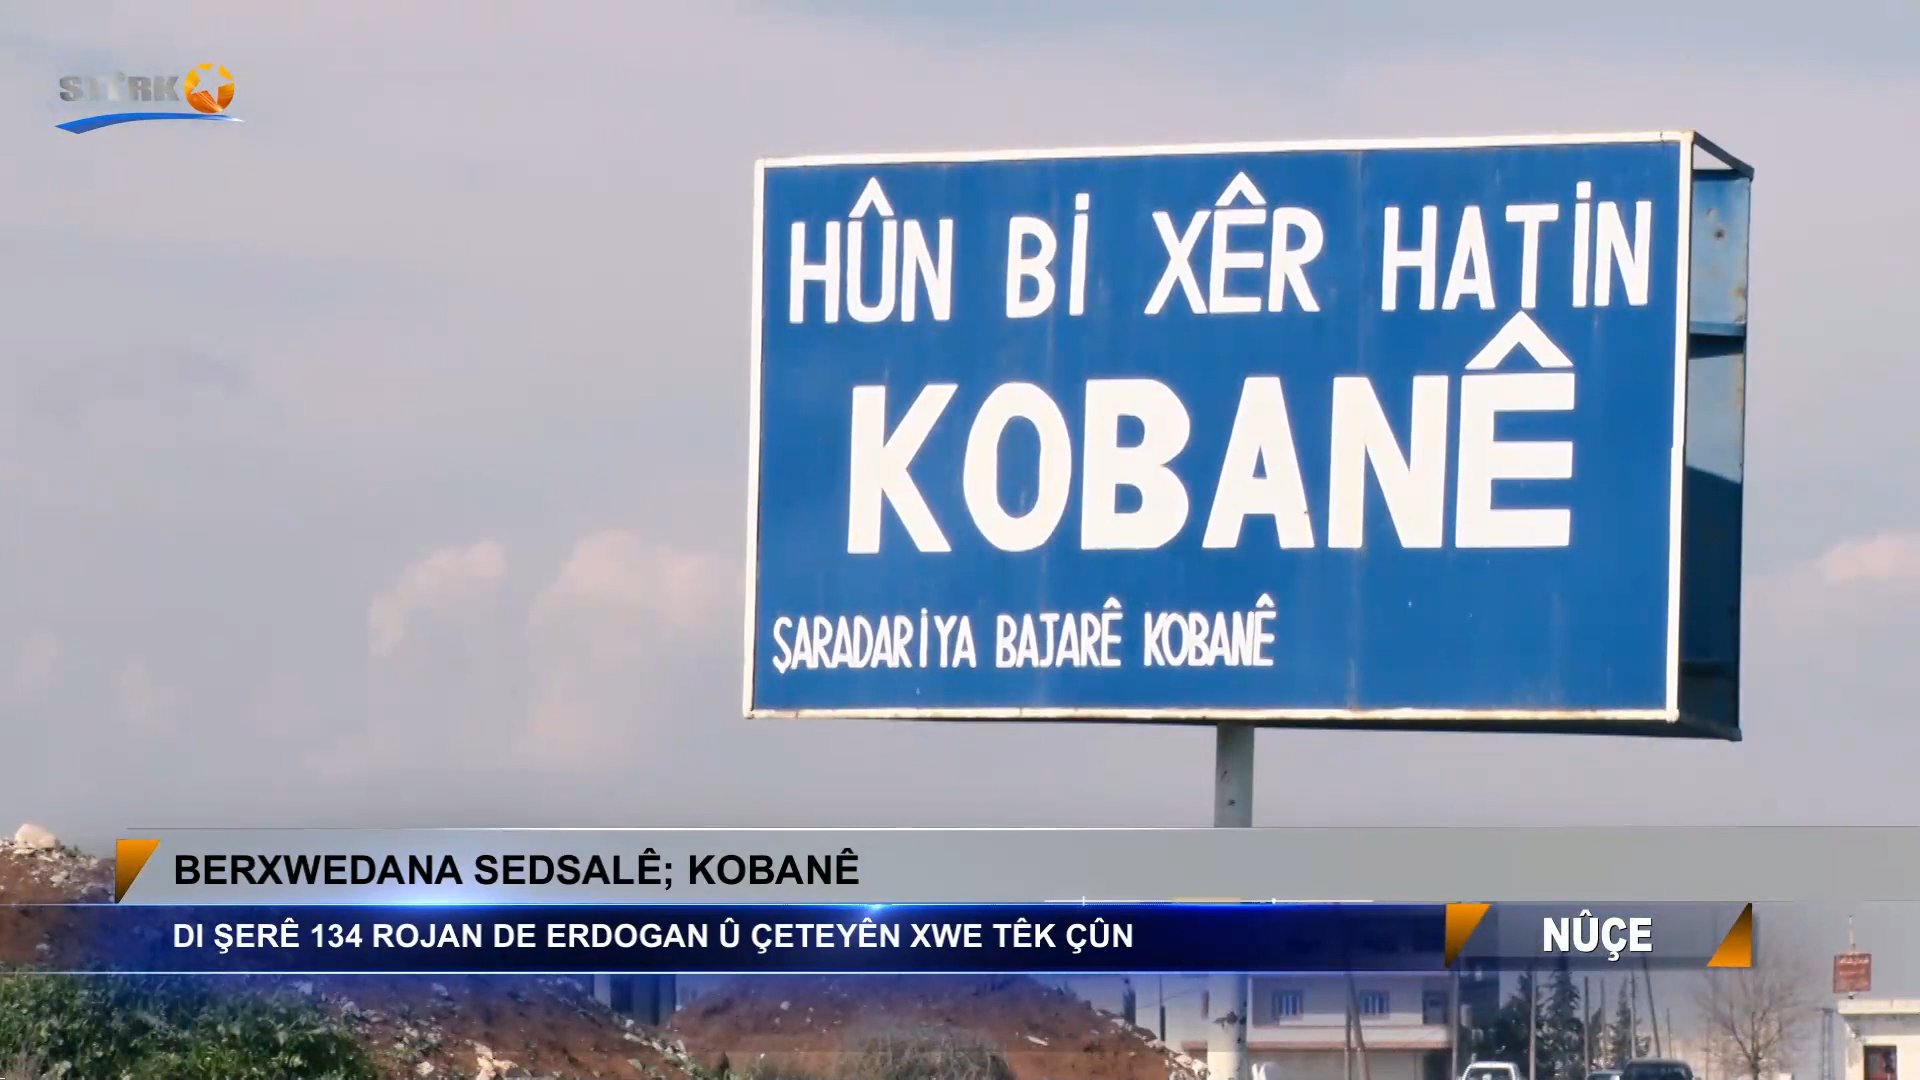 STÊRK
HÛN BI XÊR HATIN
KOBANÊ
ŞARADARIYA BAJARÊ KOBANÊ
BERXWEDANA SEDSALÊ; KOBANÊ
DI ŞERÊ 134 ROJAN DE ERDOGAN Û ÇETEYÊN XWE TÊK ÇÛN
NÛÇE